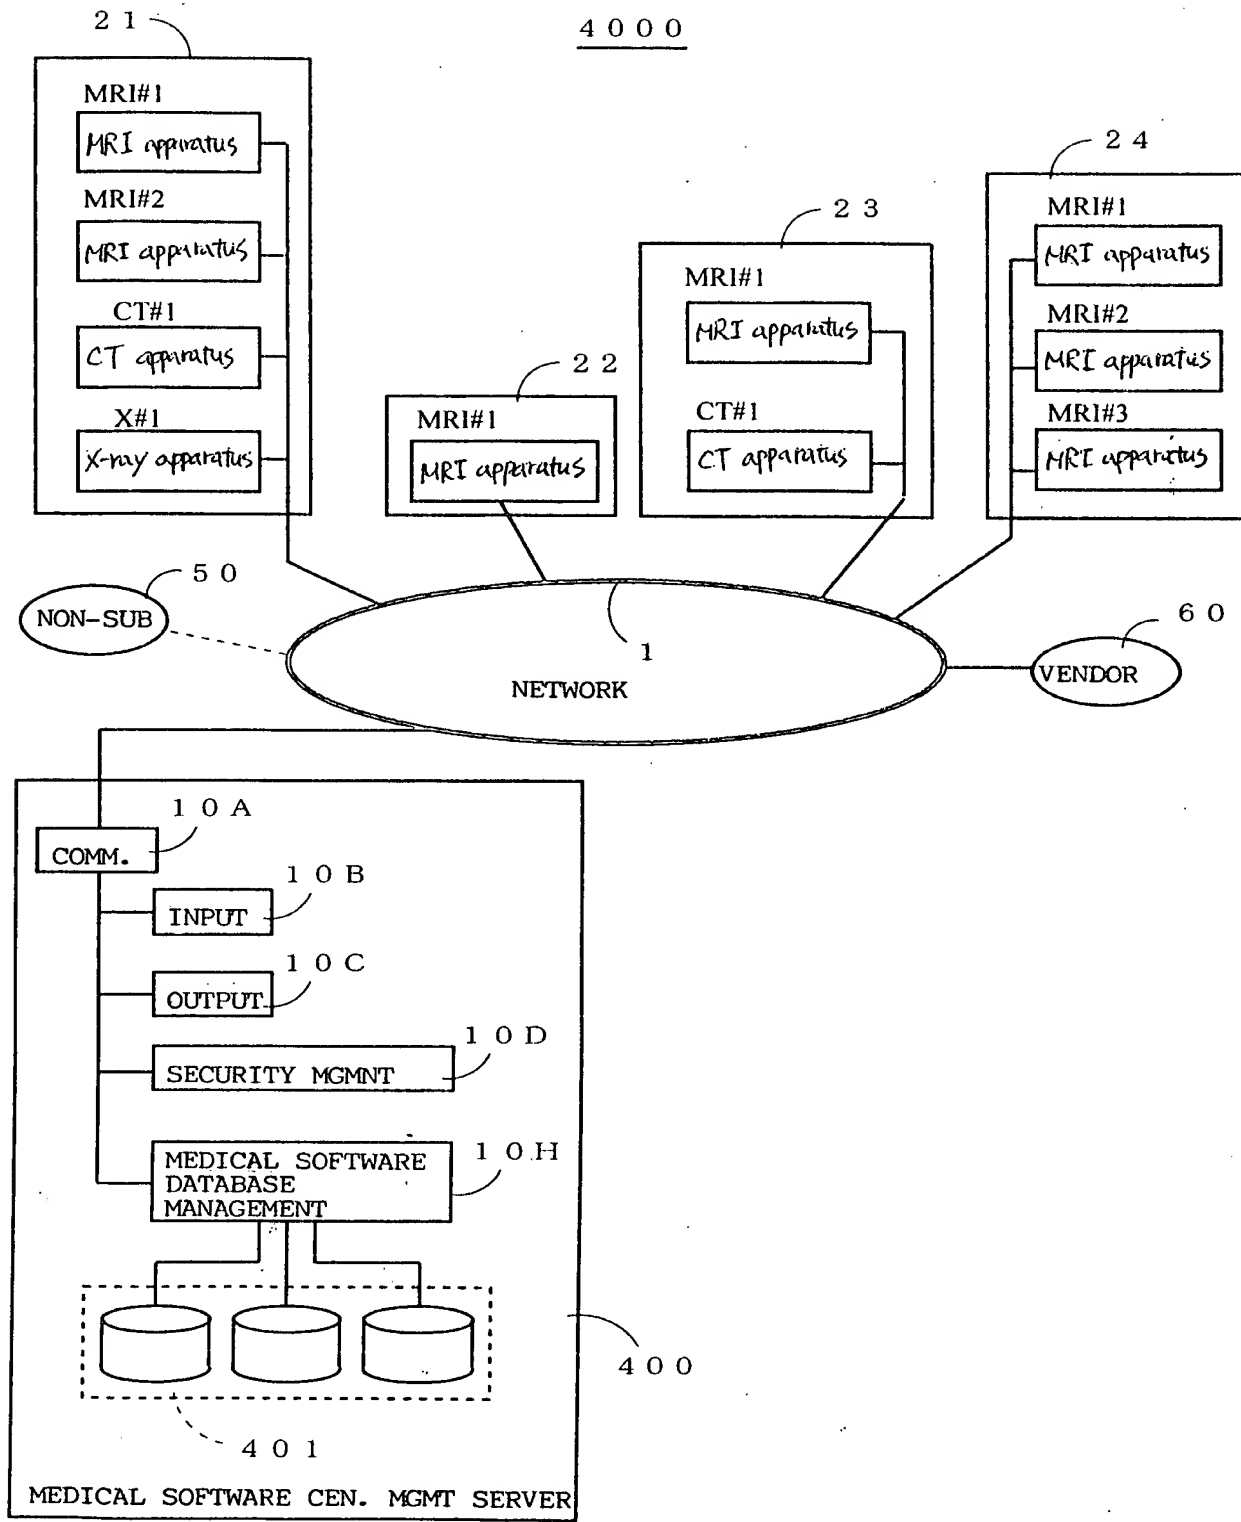 4000
21
MRI#1
MRI apparatus
MRI#2
MRI apparatus
CT#1
CT apparatus
X#1
X-ray apparatus
22
MRI#1
MRI apparatus
23
MRI#1
MRI apparatus
CT#1
CT apparatus
24
MRI#1
MRI apparatus
MRI#2
MRI apparatus
MRI#3
MRI apparatus
50
NON-SUB
1
NETWORK
60
VENDOR
10A
COMM.
10B
INPUT
10C
OUTPUT
10D
SECURITY MGMNT
10H
MEDICAL SOFTWARE
DATABASE
MANAGEMENT
400
401
MEDICAL SOFTWARE CEN. MGMT SERVER